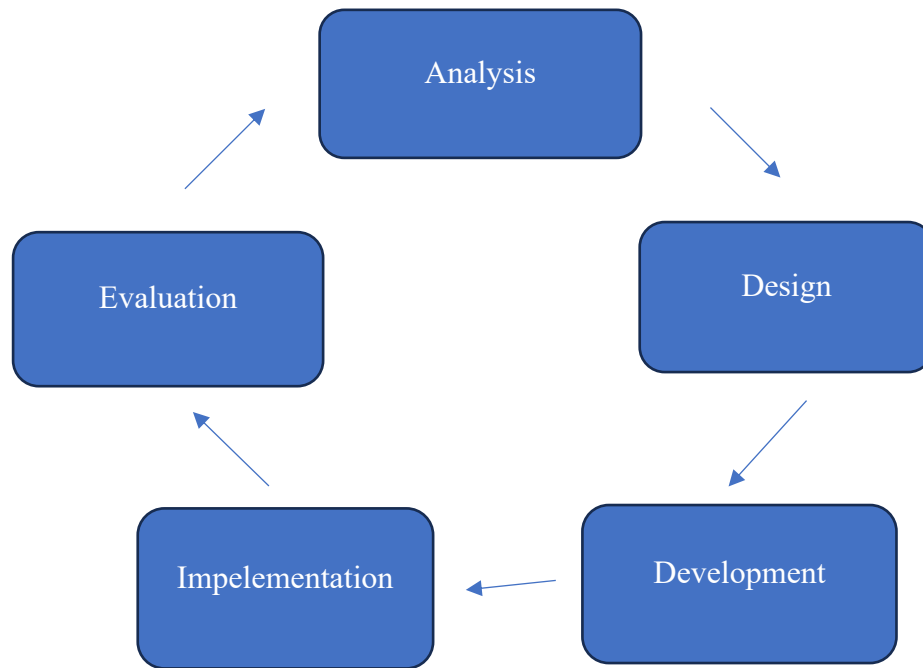 Analysis
Design
Development
Impelementation
Evaluation